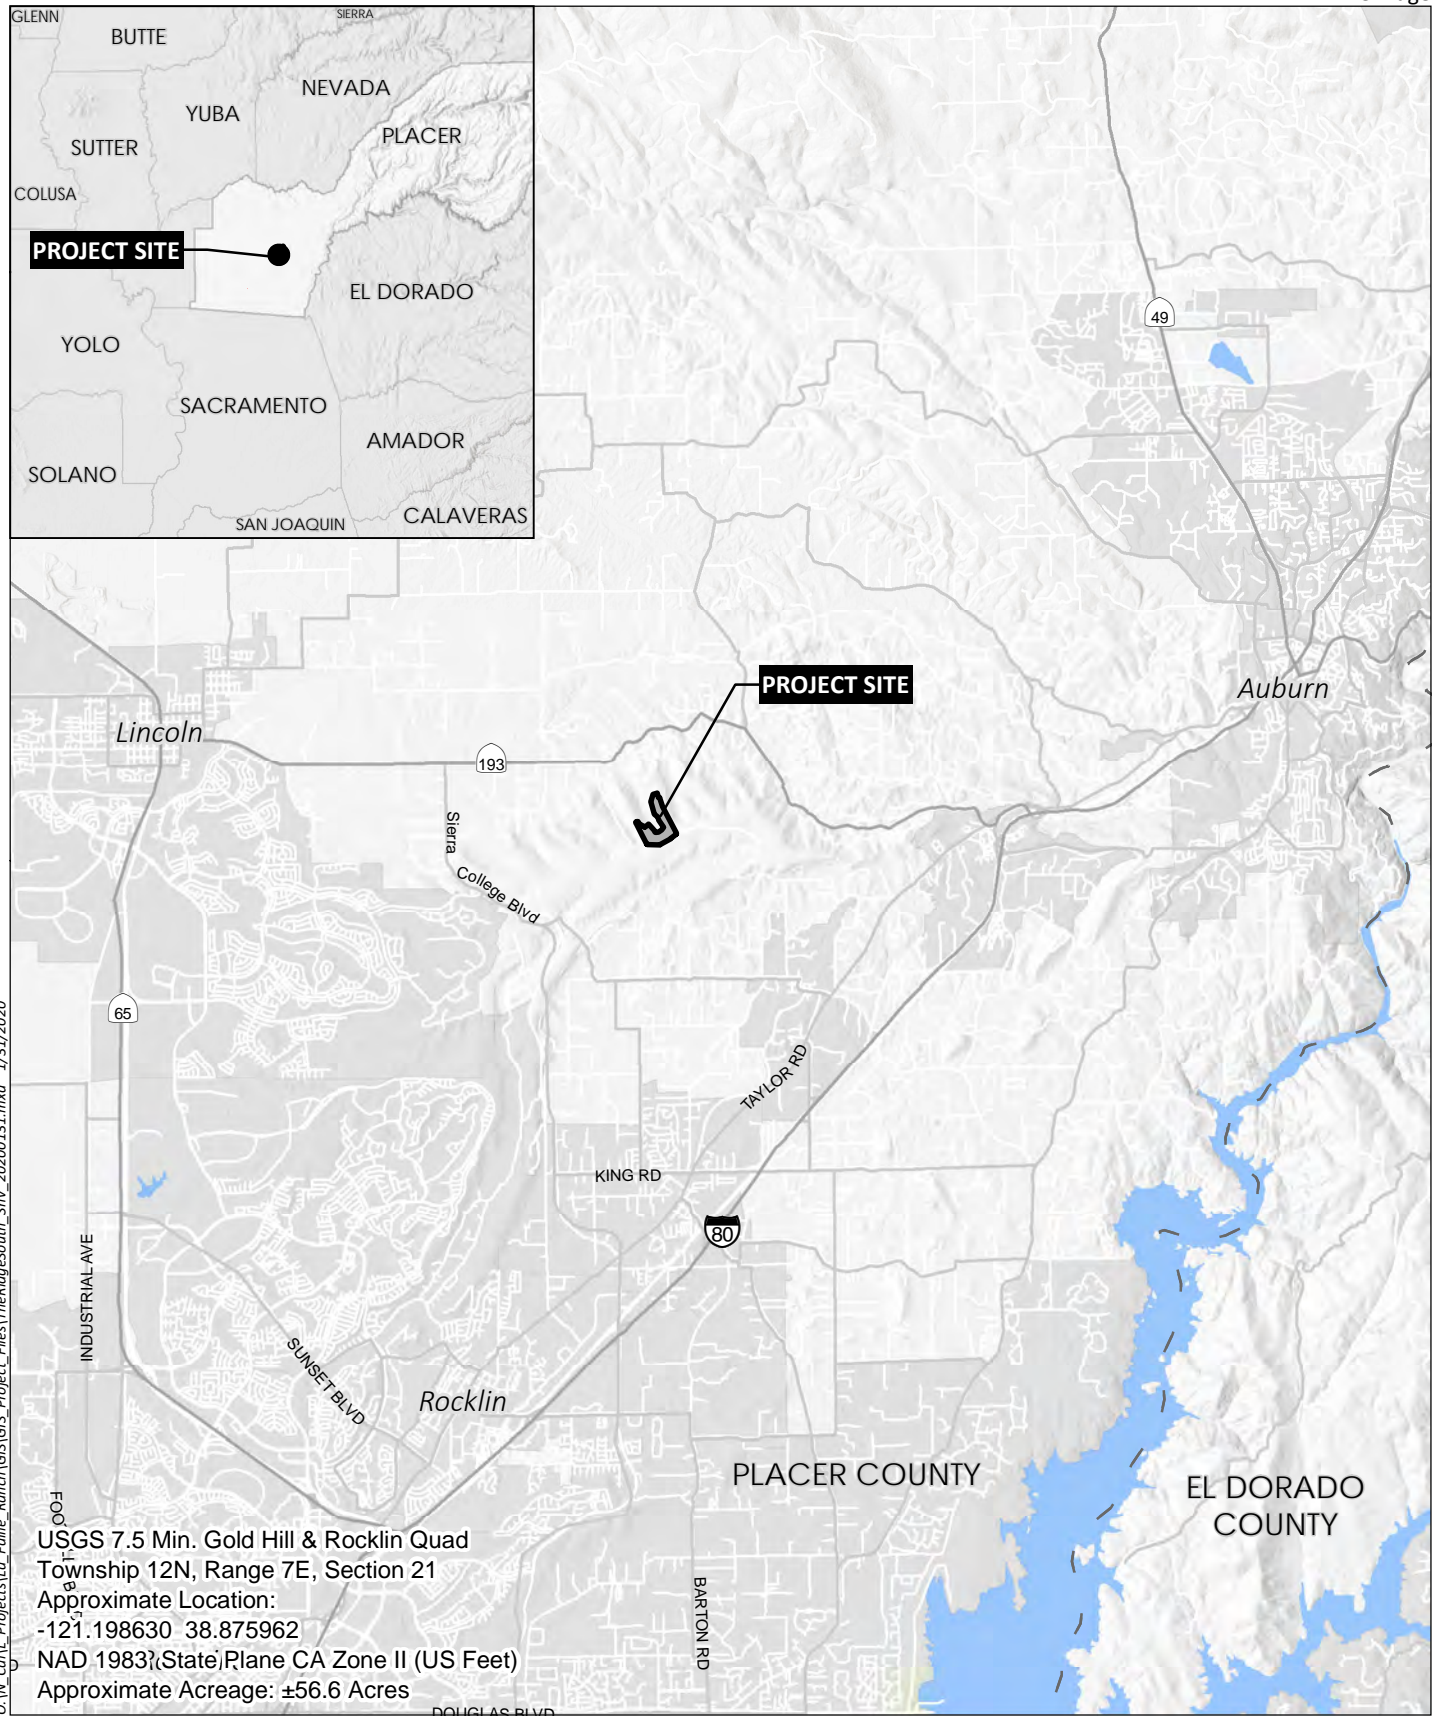 GLENN
SIERRA
BUTTE
NEVADA
YUBA
PLACER
SUTTER
COLUSA
PROJECT SITE
EL DORADO
YOLO
SACRAMENTO
AMADOR
SOLANO
SAN JOAQUIN
CALAVERAS
49
PROJECT SITE
Auburn
Lincoln
193
Sierra
College Blvd
65
TAYLOR RD
KING RD
80
INDUSTRIAL AVE
SUNSET BLVD
Rocklin
PLACER COUNTY
EL DORADO
COUNTY
BARTON RD
USGS 7.5 Min. Gold Hill & Rocklin Quad
Township 12N, Range 7E, Section 21
Approximate Location:
-121.198630 38.875962
NAD 1983 State Plane CA Zone II (US Feet)
Approximate Acreage: ±56.6 Acres
DOUGLAS BLVD
1/31/2020